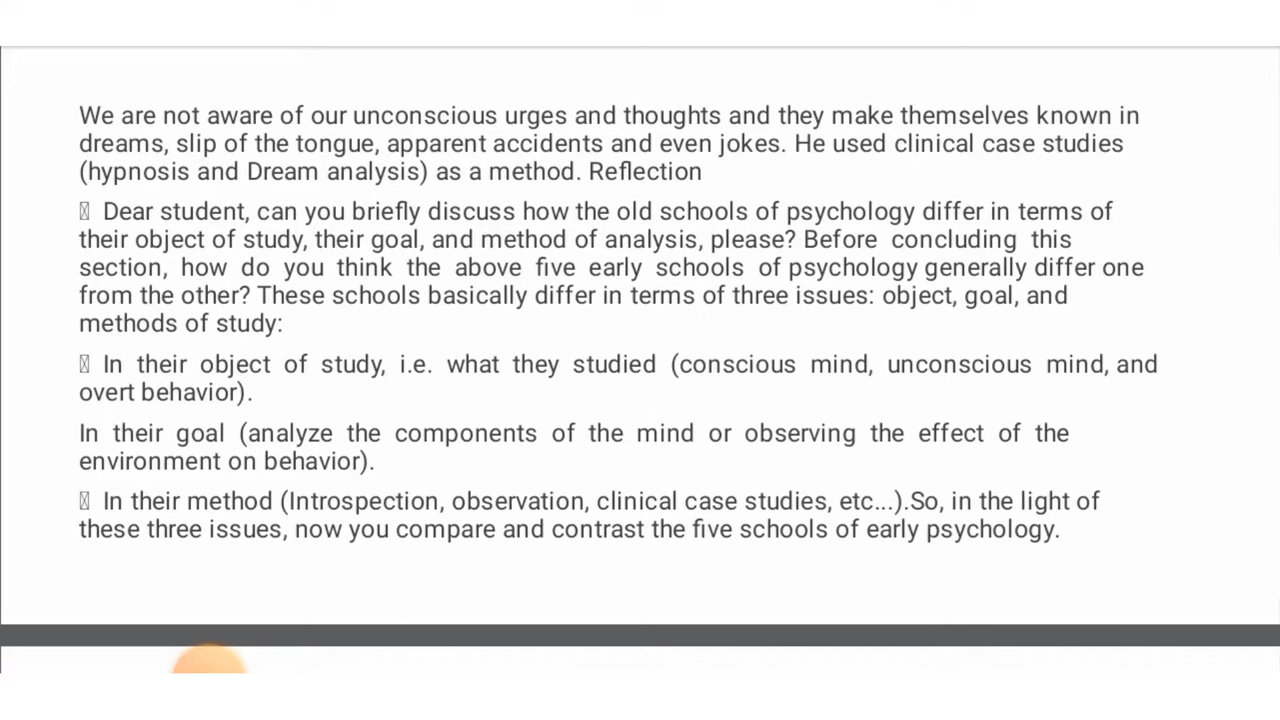 We are not aware of our unconscious urges and thoughts and they make themselves known in
dreams, slip of the tongue, apparent accidents and even jokes. He used clinical case studies
(hypnosis and Dream analysis) as a method. Reflection
Dear student, can you briefly discuss how the old schools of psychology differ in terms of
their object of study, their goal, and method of analysis, please? Before concluding this
section, how do you think the above five early schools of psychology generally differ one
from the other? These schools basically differ in terms of three issues: object, goal, and
methods of study:
In their object of study, i.e. what they studied (conscious mind, unconscious mind, and
overt behavior).
In their goal (analyze the components of the mind or observing the effect of the
environment on behavior).
In their method (Introspection, observation, clinical case studies, etc...).So, in the light of
these three issues, now you compare and contrast the five schools of early psychology.